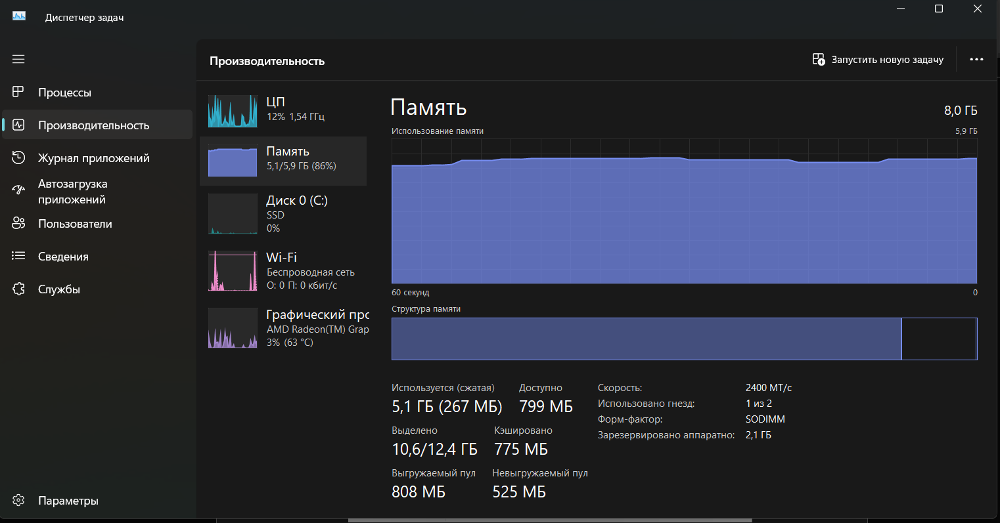 Диспетчер задач
Процессы
Производительность
Журнал приложений
Автозагрузка
приложений
Пользователи
Сведения
Службы
Параметры
Производительность
Запустить новую задачу
ЦП
12% 1,54 ГГц
Память
5,1/5,9 ГБ (86%)
Диск 0 (C:)
SSD
0%
Wi-Fi
Беспроводная сеть
О: 0 П: 0 кбит/с
Графический прс
AMD Radeon(TM) Grap
3% (63 °C)
Память
8,0 ГБ
Использование памяти
5,9 ГБ
60 секунд
0
Структура памяти
Используется (сжатая)
5,1 ГБ (267 МБ)
Доступно
799 МБ
Выделено
10,6/12,4 ГБ
Кэшировано
775 МБ
Выгружаемый пул
808 МБ
Невыгружаемый пул
525 МБ
Скорость: 2400 МТ/с
Использовано гнезд: 1 из 2
Форм-фактор: SODIMM
Зарезервировано аппаратно: 2,1 ГБ